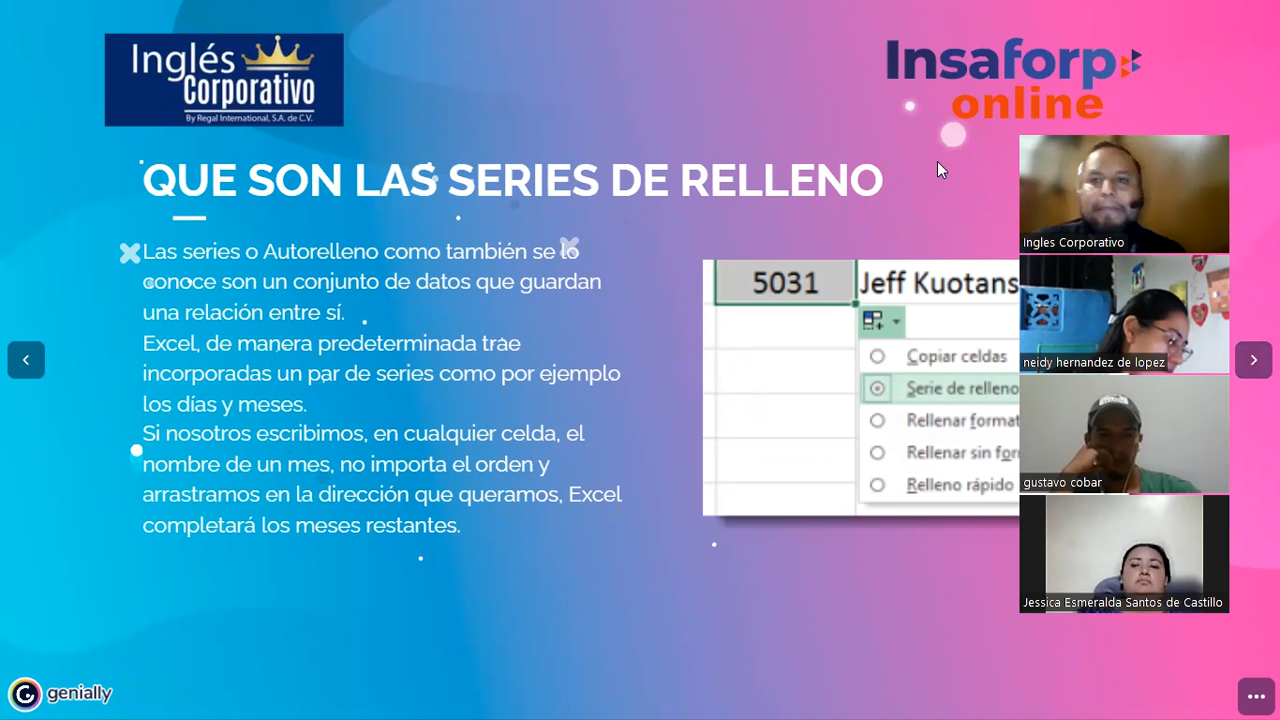 Inglés
Corporativo
By Regal International, S.A. de C.V.
Insaforp
online
QUE SON LAS SERIES DE RELLENO
Las series o Autorelleno como también se lo
conoce son un conjunto de datos que guardan
una relación entre sí.
Excel, de manera predeterminada trae
incorporadas un par de series como por ejemplo
los días y meses.
Si nosotros escribimos, en cualquier celda, el
nombre de un mes, no importa el orden y
arrastramos en la dirección que queramos, Excel
completará los meses restantes.
5031 Jeff Kuotans
Copiar celdas
Serie de relleno
Rellenar format
Rellenar sin for
Relleno rápido
Ingles Corporativo
neidy hernandez de lopez
gustavo cobar
Jessica Esmeralda Santos de Castillo
genially